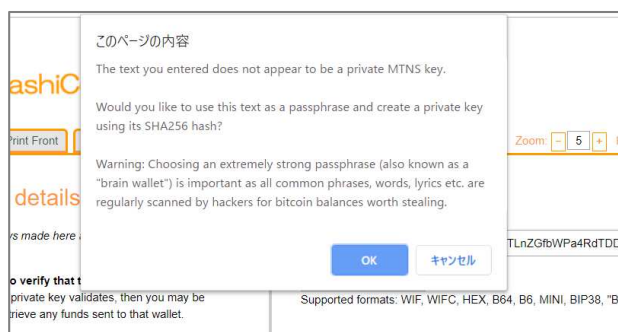 このページの内容
The text you entered does not appear to be a private MTNS key.
Would you like to use this text as a passphrase and create a private key
using its SHA256 hash?
Warning: Choosing an extremely strong passphrase (also known as a
"brain wallet") is important as all common phrases, words, lyrics etc. are
regularly scanned by hackers for bitcoin balances worth stealing.
OK
キャンセル
ashiC
Print Front
Zoom: - 5 +
details
made here
TLnZGfbWPa4RdTDD
o verify that t
private key validates, then you may be
trieve any funds sent to that wallet.
Supported formats: WIF, WIFC, HEX, B64, B6, MINI, BIP38, "B